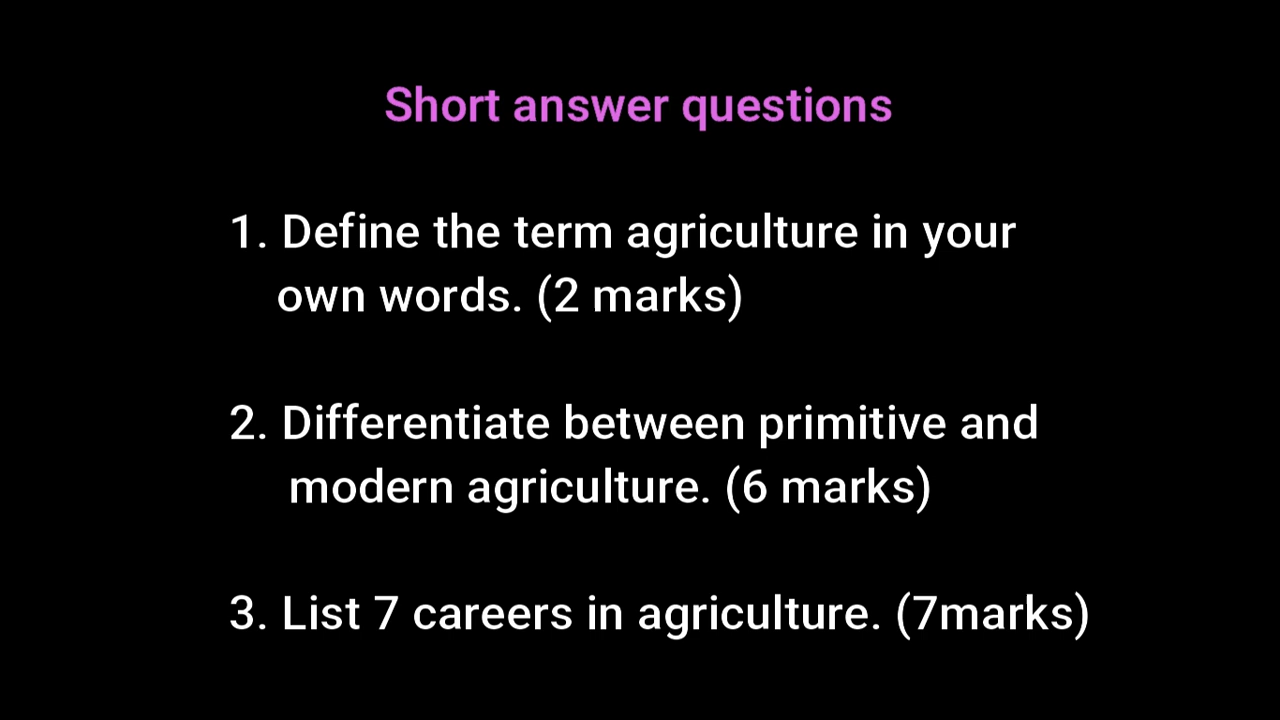 Short answer questions
1. Define the term agriculture in your
own words. (2 marks)
2. Differentiate between primitive and
modern agriculture. (6 marks)
3. List 7 careers in agriculture. (7marks)